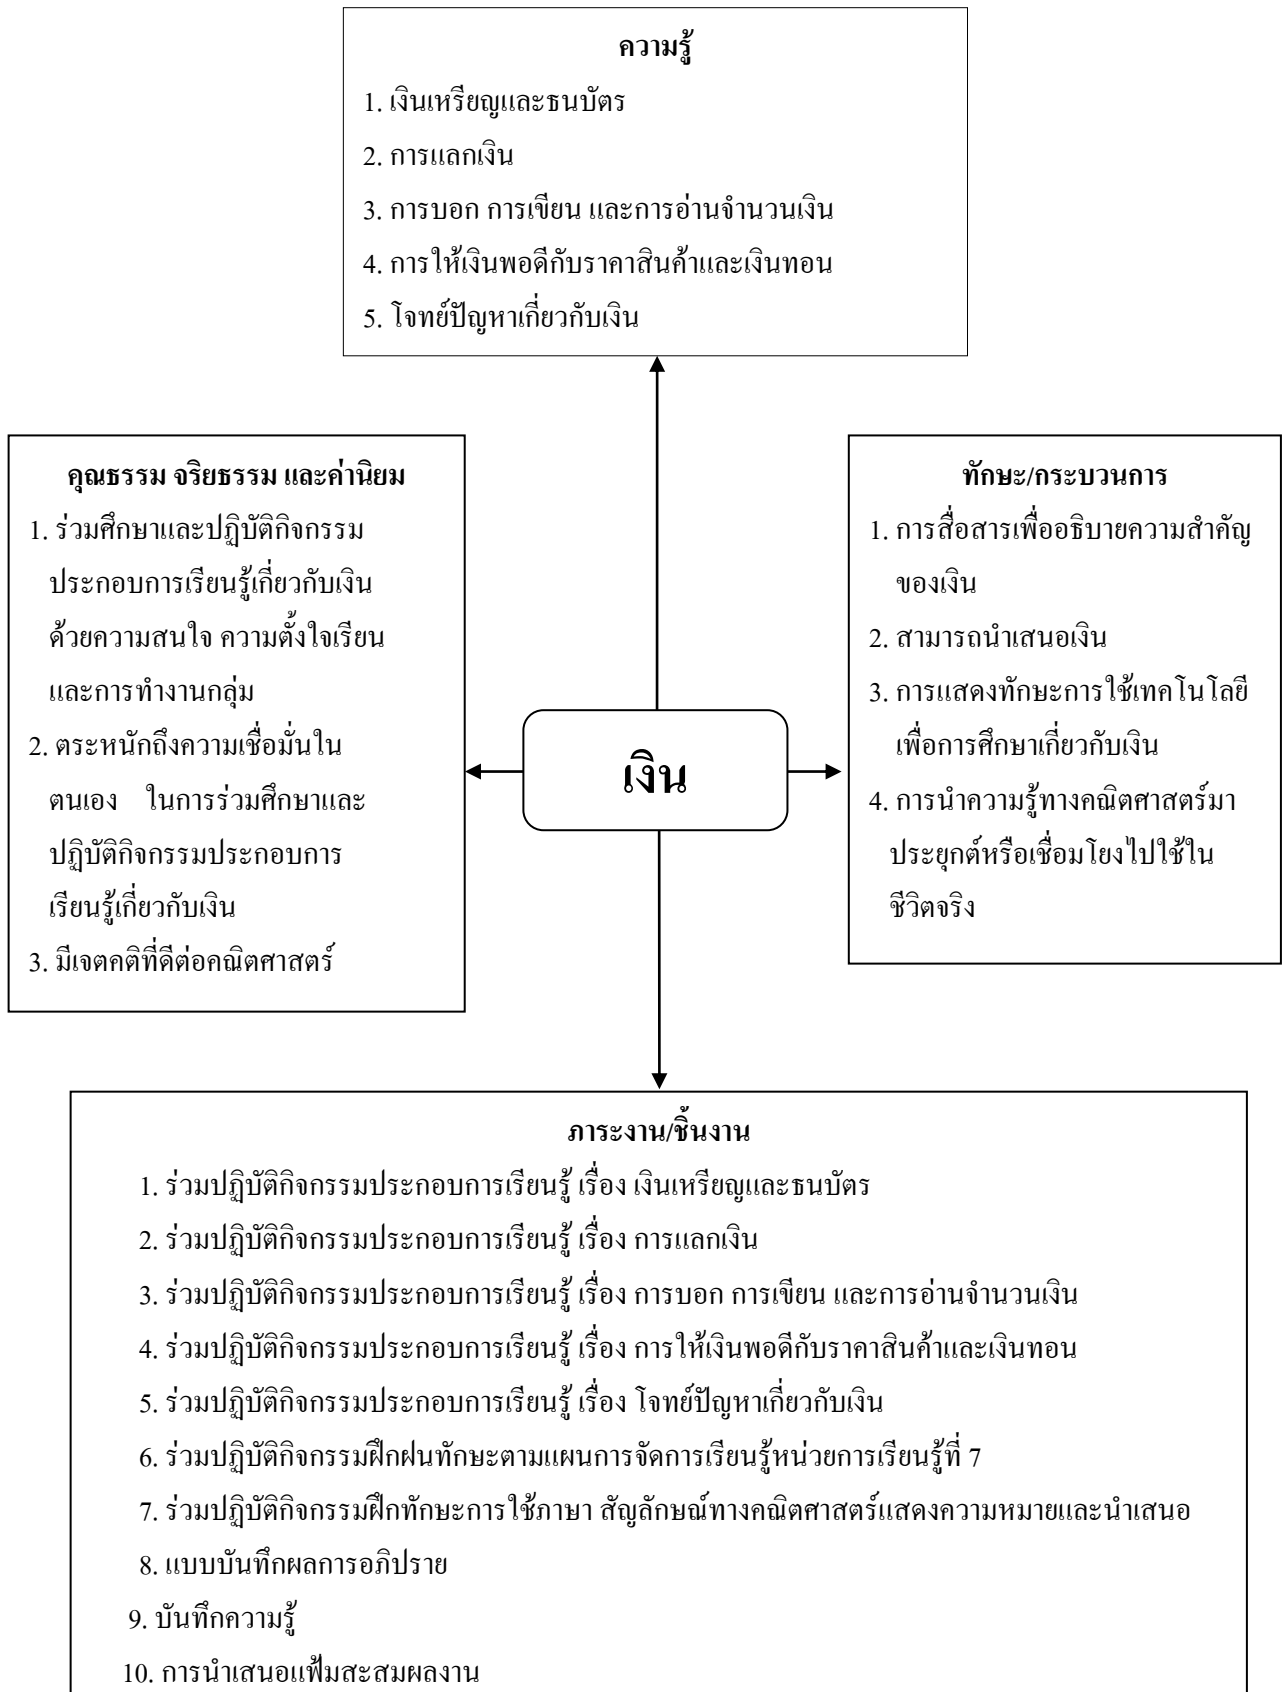 ความรู้
1. เงินเหรียญและธนบัตร
2. การแลกเงิน
3. การบอก การเขียน และการอ่านจำนวนเงิน
4. การให้เงินพอดีกับราคาสินค้าและเงินทอน
5. โจทย์ปัญหาเกี่ยวกับเงิน
คุณธรรม จริยธรรม และค่านิยม
1. ร่วมศึกษาและปฏิบัติกิจกรรม
ประกอบการเรียนรู้เกี่ยวกับเงิน
ด้วยความสนใจ ความตั้งใจเรียน
และการทำงานกลุ่ม
2. ตระหนักถึงความเชื่อมั่นใน
ตนเอง ในการร่วมศึกษาและ
ปฏิบัติกิจกรรมประกอบการ
เรียนรู้เกี่ยวกับเงิน
3. มีเจตคติที่ดีต่อคณิตศาสตร์
เงิน
ทักษะ/กระบวนการ
1. การสื่อสารเพื่ออธิบายความสำคัญ
ของเงิน
2. สามารถนำเสนอเงิน
3. การแสดงทักษะการใช้เทคโนโลยี
เพื่อการศึกษาเกี่ยวกับเงิน
4. การนำความรู้ทางคณิตศาสตร์มา
ประยุกต์หรือเชื่อมโยงไปใช้ใน
ชีวิตจริง
ภาระงาน/ชิ้นงาน
1. ร่วมปฏิบัติกิจกรรมประกอบการเรียนรู้ เรื่อง เงินเหรียญและธนบัตร
2. ร่วมปฏิบัติกิจกรรมประกอบการเรียนรู้ เรื่อง การแลกเงิน
3. ร่วมปฏิบัติกิจกรรมประกอบการเรียนรู้ เรื่อง การบอก การเขียน และการอ่านจำนวนเงิน
4. ร่วมปฏิบัติกิจกรรมประกอบการเรียนรู้ เรื่อง การให้เงินพอดีกับราคาสินค้าและเงินทอน
5. ร่วมปฏิบัติกิจกรรมประกอบการเรียนรู้ เรื่อง โจทย์ปัญหาเกี่ยวกับเงิน
6. ร่วมปฏิบัติกิจกรรมฝึกฝนทักษะตามแผนการจัดการเรียนรู้หน่วยการเรียนรู้ที่ 7
7. ร่วมปฏิบัติกิจกรรมฝึกทักษะการใช้ภาษา สัญลักษณ์ทางคณิตศาสตร์แสดงความหมายและนำเสนอ
8. แบบบันทึกผลการอภิปราย
9. บันทึกความรู้
10. การนำเสนอแฟ้มสะสมผลงาน